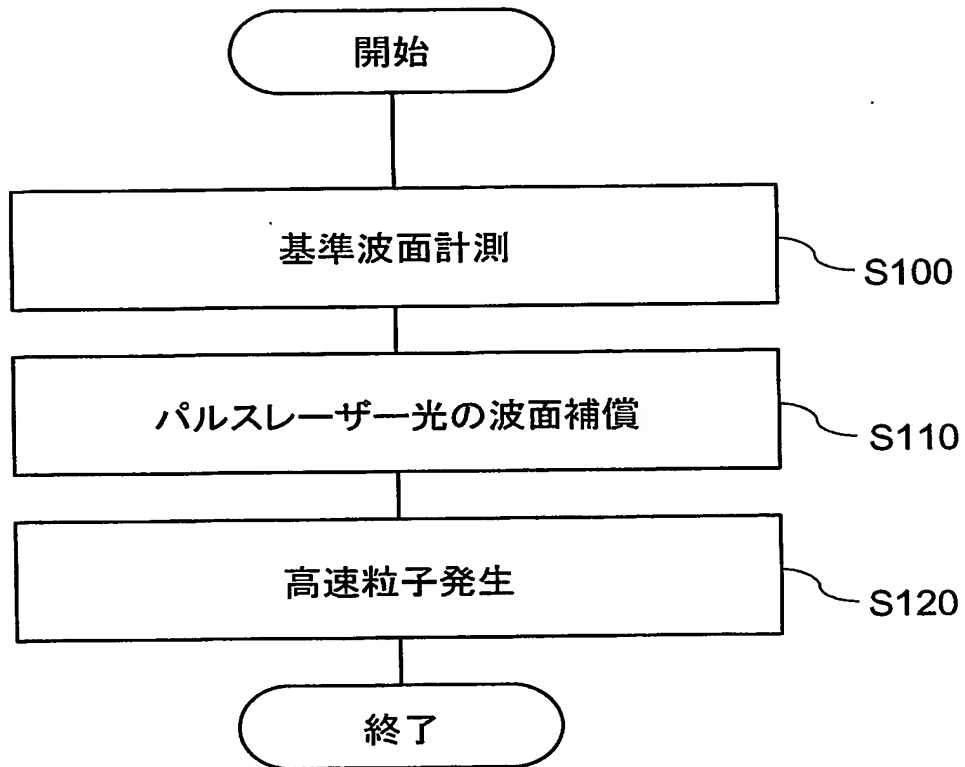 開始
基準波面計測
S100
パルスレーザー光の波面補償
S110
高速粒子発生
S120
終了